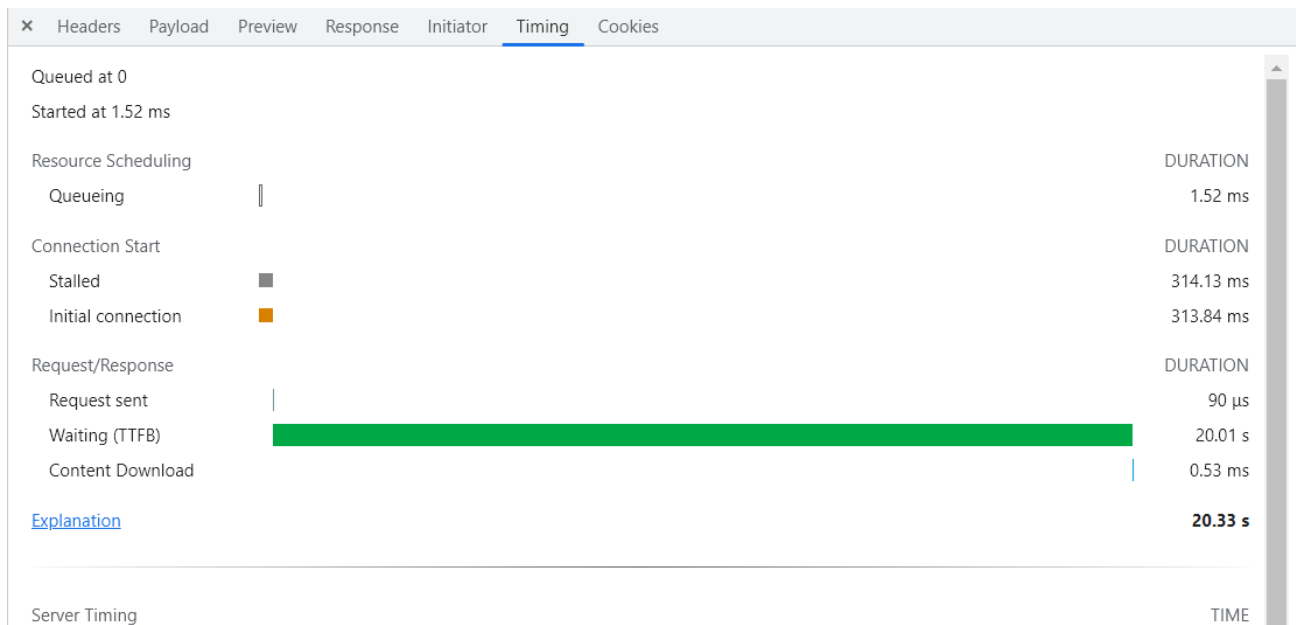 × Headers Payload Preview Response Initiator Timing Cookies
Queued at 0
Started at 1.52 ms
Resource Scheduling DURATION
Queueing 1.52 ms
Connection Start DURATION
Stalled 314.13 ms
Initial connection 313.84 ms
Request/Response DURATION
Request sent 90 μs
Waiting (TTFB) 20.01 s
Content Download 0.53 ms
Explanation 20.33 s
Server Timing TIME